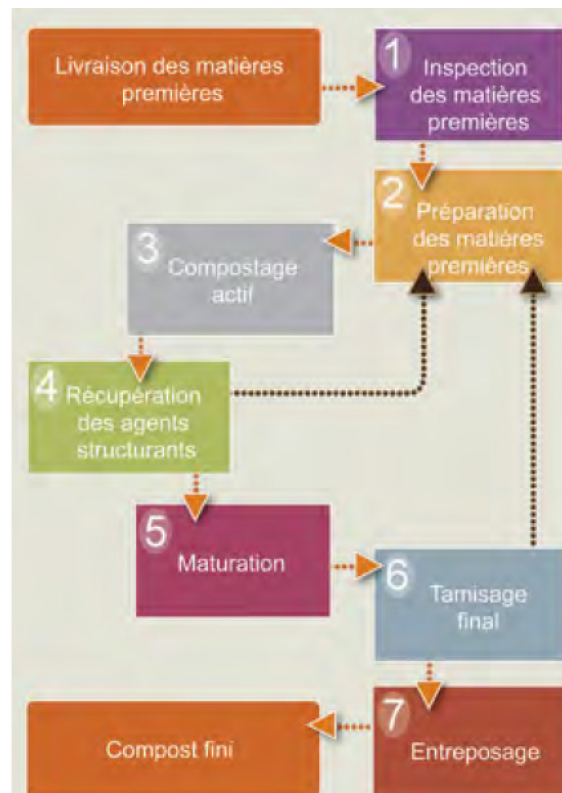 Livraison des matières
premières
1
Inspection
des matières
premières
2
Préparation
des matières
premières
3
Compostage
actif
4
Récupération
des agents
structurants
5
Maturation
6
Tamisage
final
7
Entreposage
Compost fini